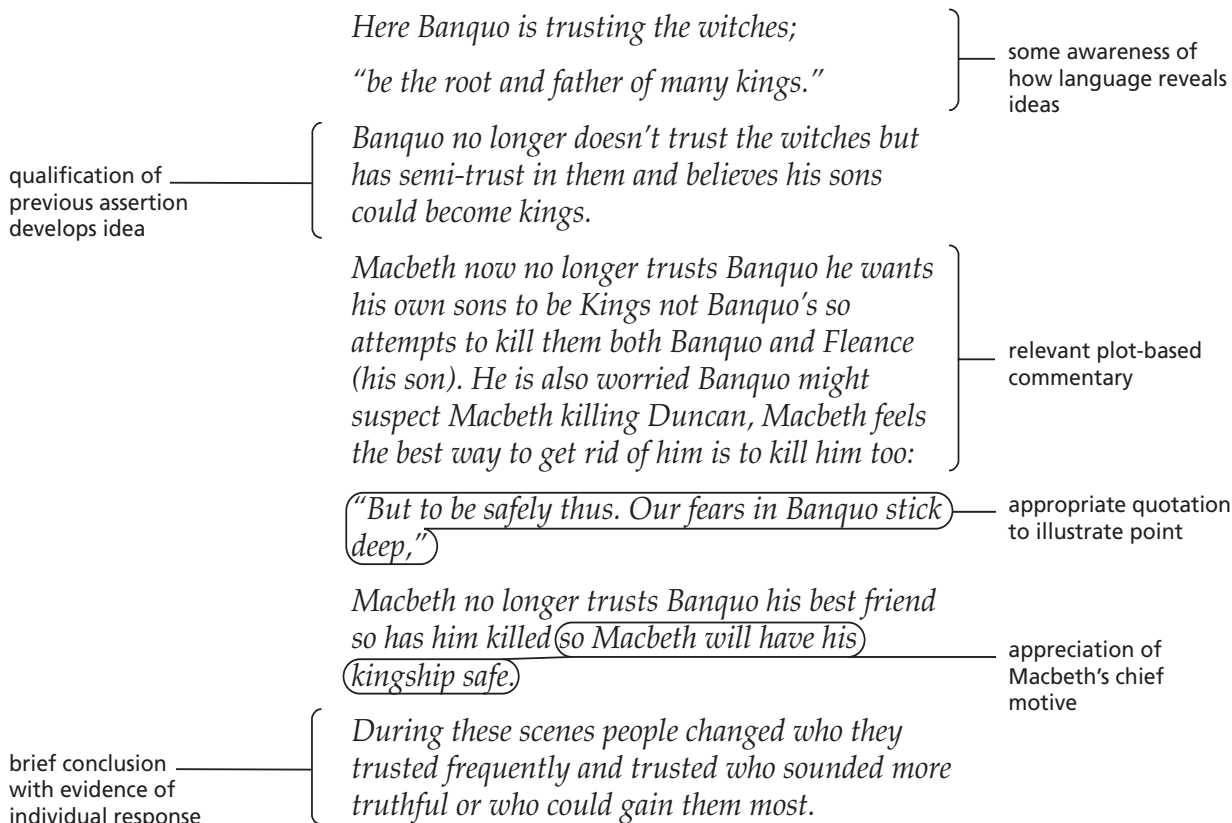 Here Banquo is trusting the witches;
“be the root and father of many kings.”
some awareness of
how language reveals
ideas
Banquo no longer doesn’t trust the witches but
has semi-trust in them and believes his sons
could become kings.
qualification of
previous assertion
develops idea
Macbeth now no longer trusts Banquo he wants
his own sons to be Kings not Banquo’s so
attempts to kill them both Banquo and Fleance
(his son). He is also worried Banquo might
suspect Macbeth killing Duncan, Macbeth feels
the best way to get rid of him is to kill him too:
relevant plot-based
commentary
“But to be safely thus. Our fears in Banquo stick
deep,”
appropriate quotation
to illustrate point
Macbeth no longer trusts Banquo his best friend
so has him killed so Macbeth will have his
kingship safe.
appreciation of
Macbeth’s chief
motive
During these scenes people changed who they
trusted frequently and trusted who sounded more
truthful or who could gain them most.
brief conclusion
with evidence of
individual response